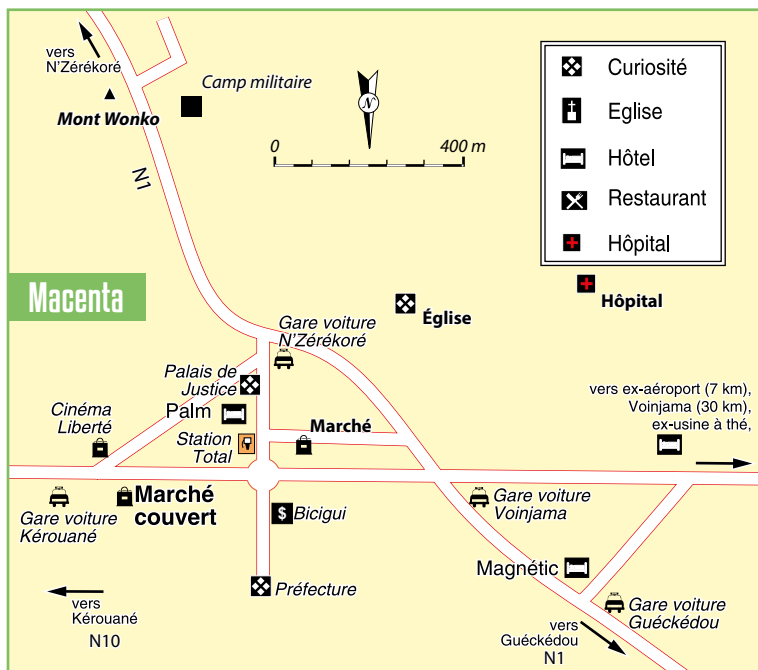 vers
N'Zérékoré
Mont Wonko
Camp militaire
N
0 400 m
N1
Curiosité
Eglise
Hôtel
Restaurant
Hôpital
Macenta
Église
Hôpital
Gare voiture
N'Zérékoré
Palais de
Justice
Palm
Cinéma
Liberté
Station
Total
Marché
vers ex-aéroport (7 km),
Voinjama (30 km),
ex-usine à thé,
Gare voiture
Kérouané
Marché
couvert
$
Bicigui
Gare voiture
Voinjama
Préfecture
Magnétic
Gare voiture
Guéckédou
vers
Kérouané
N10
vers
Guéckédou
N1